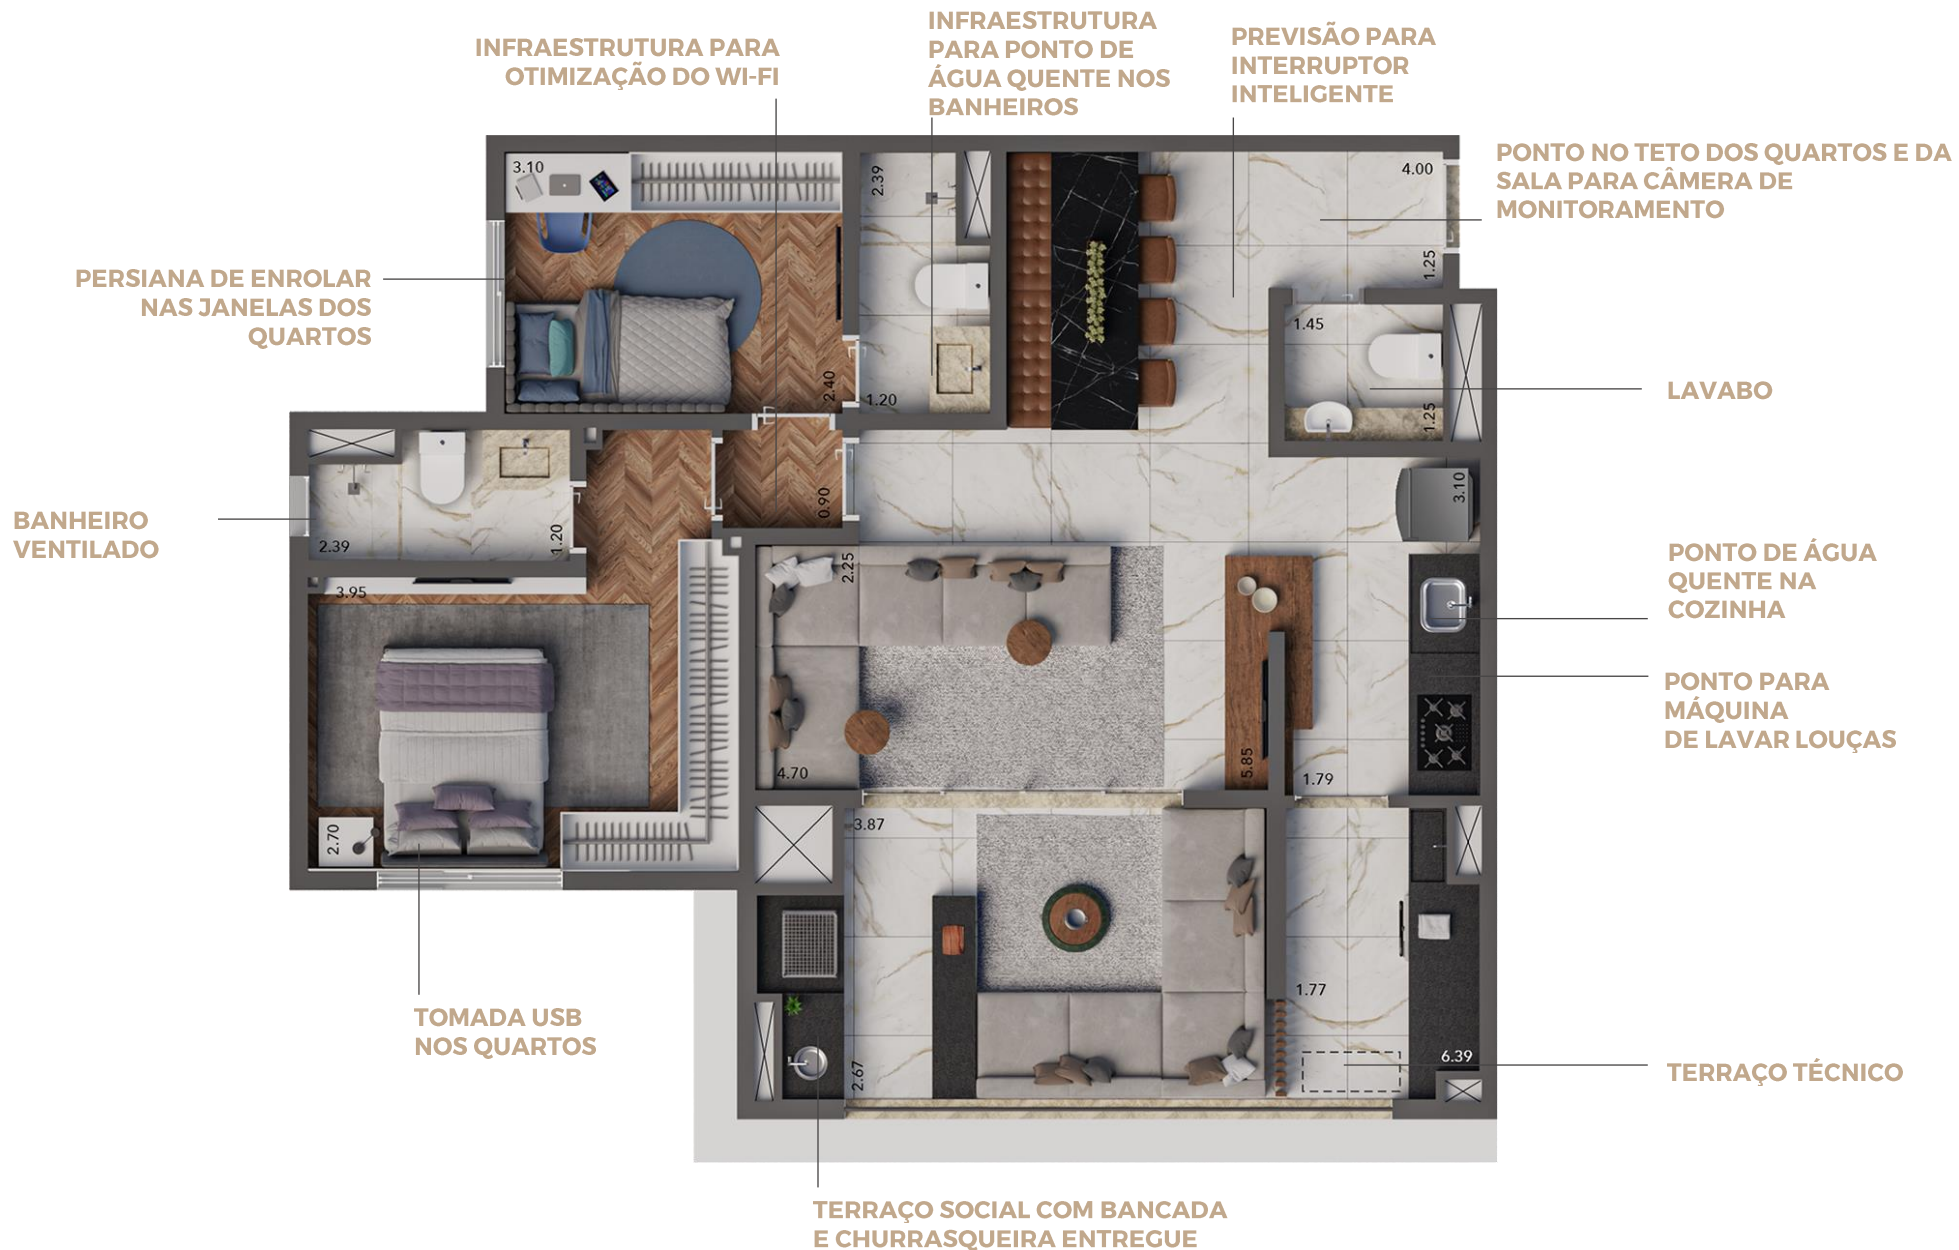 INFRAESTRUTURA PARA
OTIMIZAÇÃO DO WI-FI
INFRAESTRUTURA
PARA PONTO DE
ÁGUA QUENTE NOS
BANHEIROS
PREVISÃO PARA
INTERRUPTOR
INTELIGENTE
PONTO NO TETO DOS QUARTOS E DA
SALA PARA CÂMERA DE
MONITORAMENTO
PERSIANA DE ENROLAR
NAS JANELAS DOS
QUARTOS
LAVABO
BANHEIRO
VENTILADO
PONTO DE ÁGUA
QUENTE NA
COZINHA
PONTO PARA
MÁQUINA
DE LAVAR LOUÇAS
TOMADA USB
NOS QUARTOS
TERRAÇO TÉCNICO
TERRAÇO SOCIAL COM BANCADA
E CHURRASQUEIRA ENTREGUE
3.10
2.39
4.00
1.25
1.45
2.40
1.20
1.25
0.90
3.10
2.39
1.20
3.95
2.25
4.70
5.85
1.79
2.70
3.87
1.77
2.67
6.39